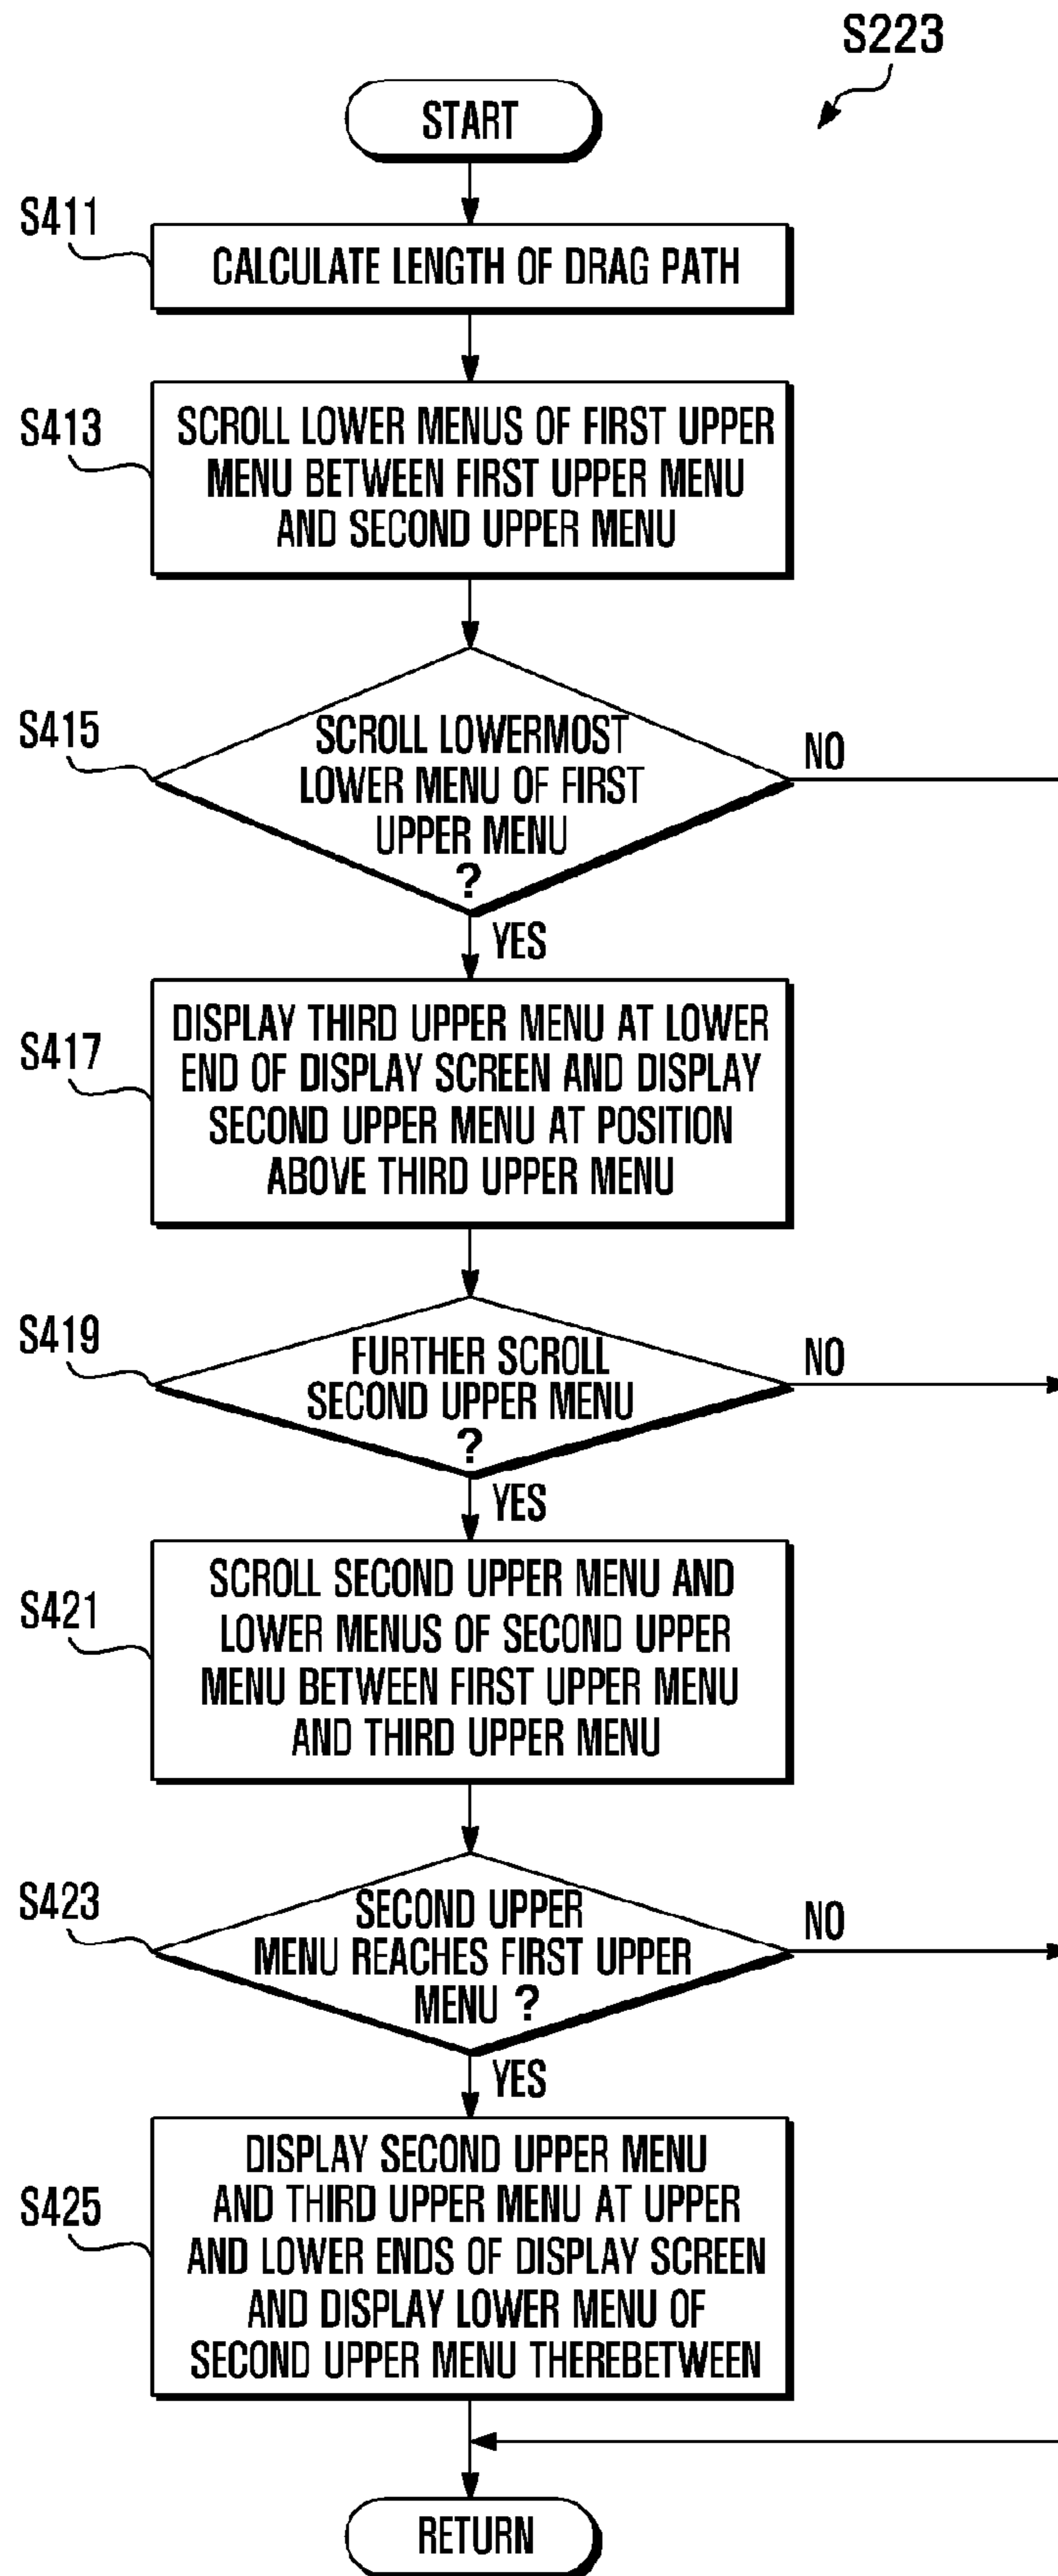 S223
START
S411
CALCULATE LENGTH OF DRAG PATH
S413
SCROLL LOWER MENUS OF FIRST UPPER
MENU BETWEEN FIRST UPPER MENU
AND SECOND UPPER MENU
S415
SCROLL LOWERMOST
LOWER MENU OF FIRST
UPPER MENU
?
NO
YES
S417
DISPLAY THIRD UPPER MENU AT LOWER
END OF DISPLAY SCREEN AND DISPLAY
SECOND UPPER MENU AT POSITION
ABOVE THIRD UPPER MENU
S419
FURTHER SCROLL
SECOND UPPER MENU
?
NO
YES
S421
SCROLL SECOND UPPER MENU AND
LOWER MENUS OF SECOND UPPER
MENU BETWEEN FIRST UPPER MENU
AND THIRD UPPER MENU
S423
SECOND UPPER
MENU REACHES FIRST UPPER
MENU ?
NO
YES
S425
DISPLAY SECOND UPPER MENU
AND THIRD UPPER MENU AT UPPER
AND LOWER ENDS OF DISPLAY SCREEN
AND DISPLAY LOWER MENU OF
SECOND UPPER MENU THEREBETWEEN
RETURN